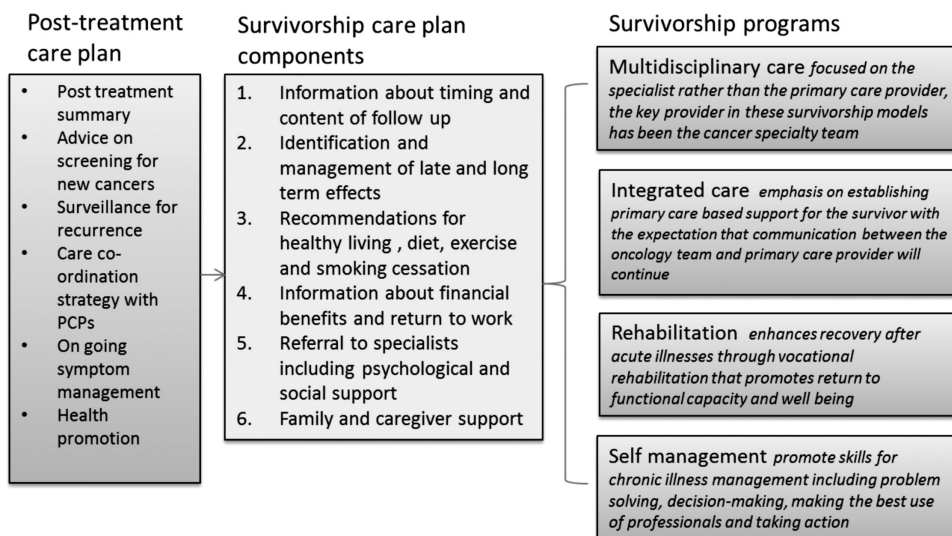 Post-treatment
care plan
• Post treatment
summary
• Advice on
screening for
new cancers
• Surveillance for
recurrence
• Care co-
ordination
strategy with
PCPs
• On going
symptom
management
• Health
promotion
Survivorship care plan
components
1. Information about timing and
content of follow up
2. Identification and
management of late and long
term effects
3. Recommendations for
healthy living , diet, exercise
and smoking cessation
4. Information about financial
benefits and return to work
5. Referral to specialists
including psychological and
social support
6. Family and caregiver support
Survivorship programs
Multidisciplinary care focused on the
specialist rather than the primary care provider,
the key provider in these survivorship models
has been the cancer specialty team
Integrated care emphasis on establishing
primary care based support for the survivor with
the expectation that communication between the
oncology team and primary care provider will
continue
Rehabilitation enhances recovery after
acute illnesses through vocational
rehabilitation that promotes return to
functional capacity and well being
Self management promote skills for
chronic illness management including problem
solving, decision-making, making the best use
of professionals and taking action